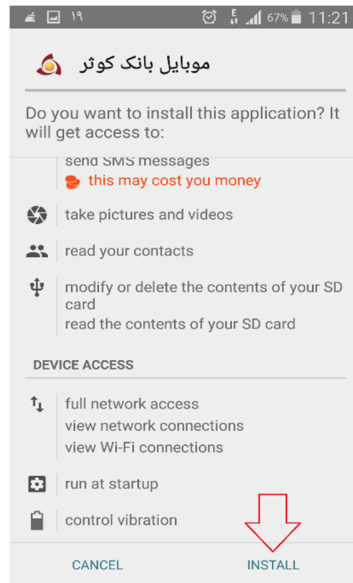 ۱۹ E 67% 11:21
موبایل بانک کوثر
Do you want to install this application? It
will get access to:
send SMS messages
this may cost you money
take pictures and videos
read your contacts
modify or delete the contents of your SD
card
read the contents of your SD card
DEVICE ACCESS
full network access
view network connections
view Wi-Fi connections
run at startup
control vibration
CANCEL INSTALL